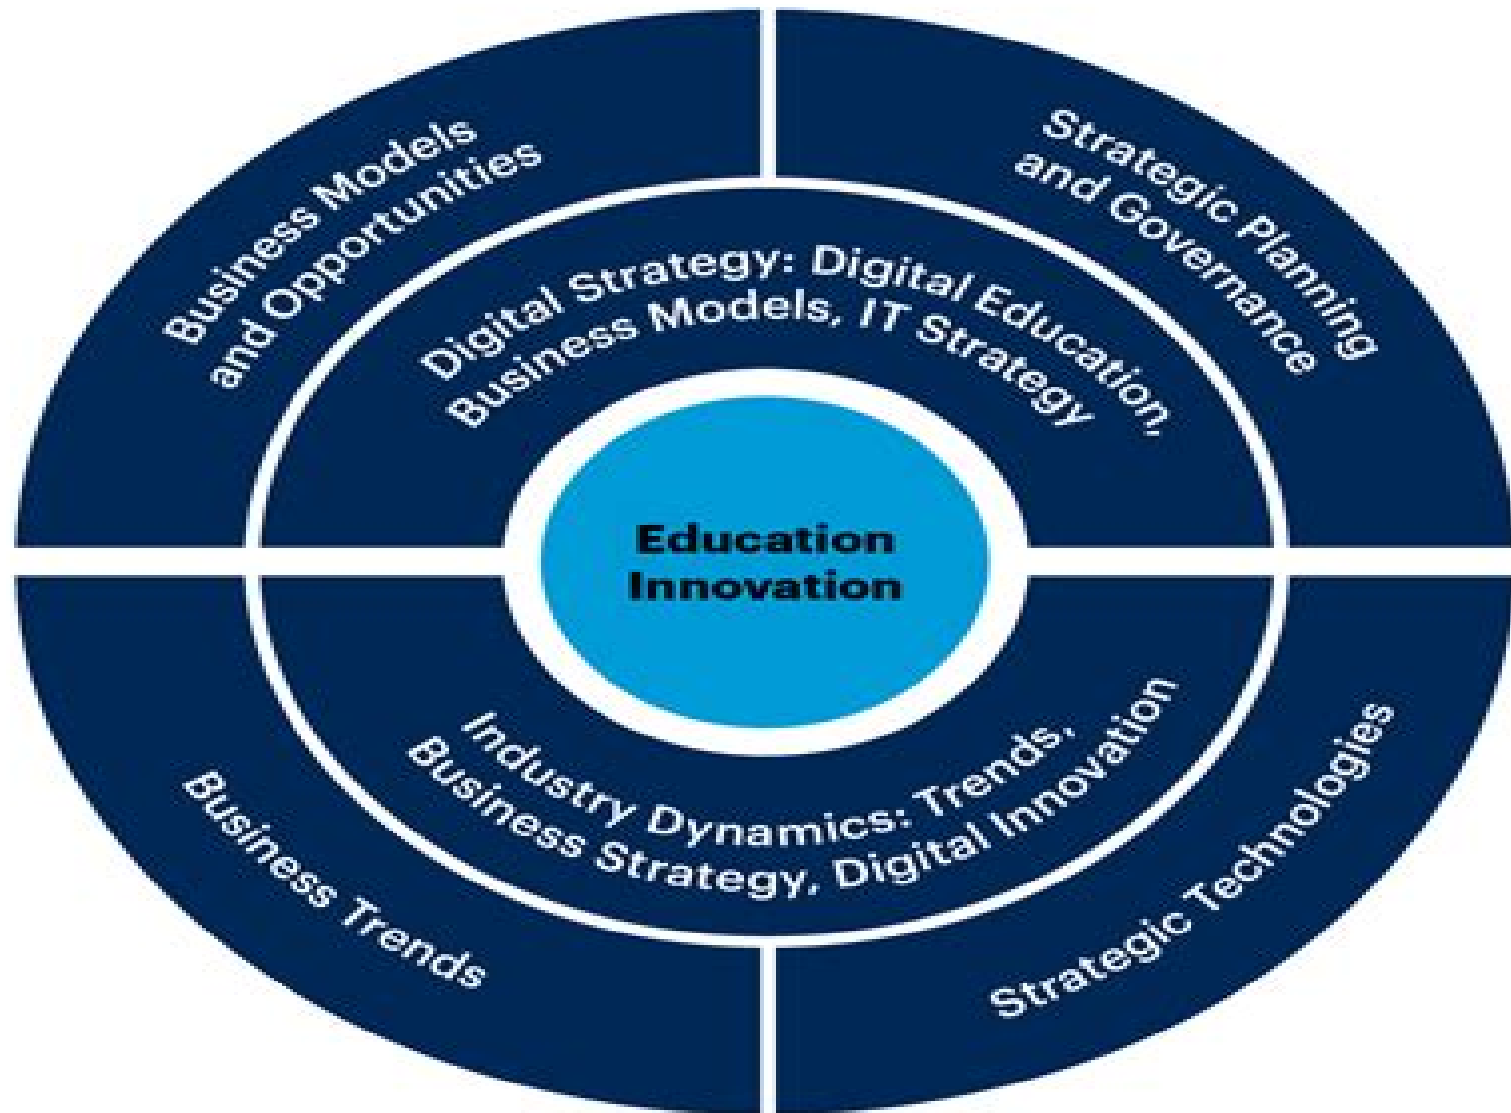 Business Models
and Opportunities
Strategic Planning
and Governance
Digital Strategy: Digital Education,
Business Models, IT Strategy
Education
Innovation
Industry Dynamics: Trends,
Business Strategy, Digital Innovation
Business Trends
Strategic Technologies